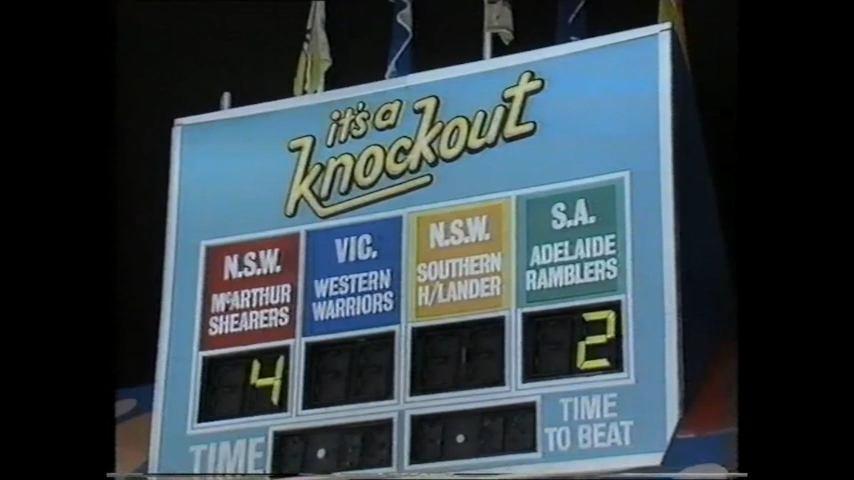 it's a
knockout
N.S.W.
McARTHUR
SHEARERS
VIC.
WESTERN
WARRIORS
N.S.W.
SOUTHERN
H/LANDER
S.A.
ADELAIDE
RAMBLERS
4
2
TIME
TIME
TO BEAT